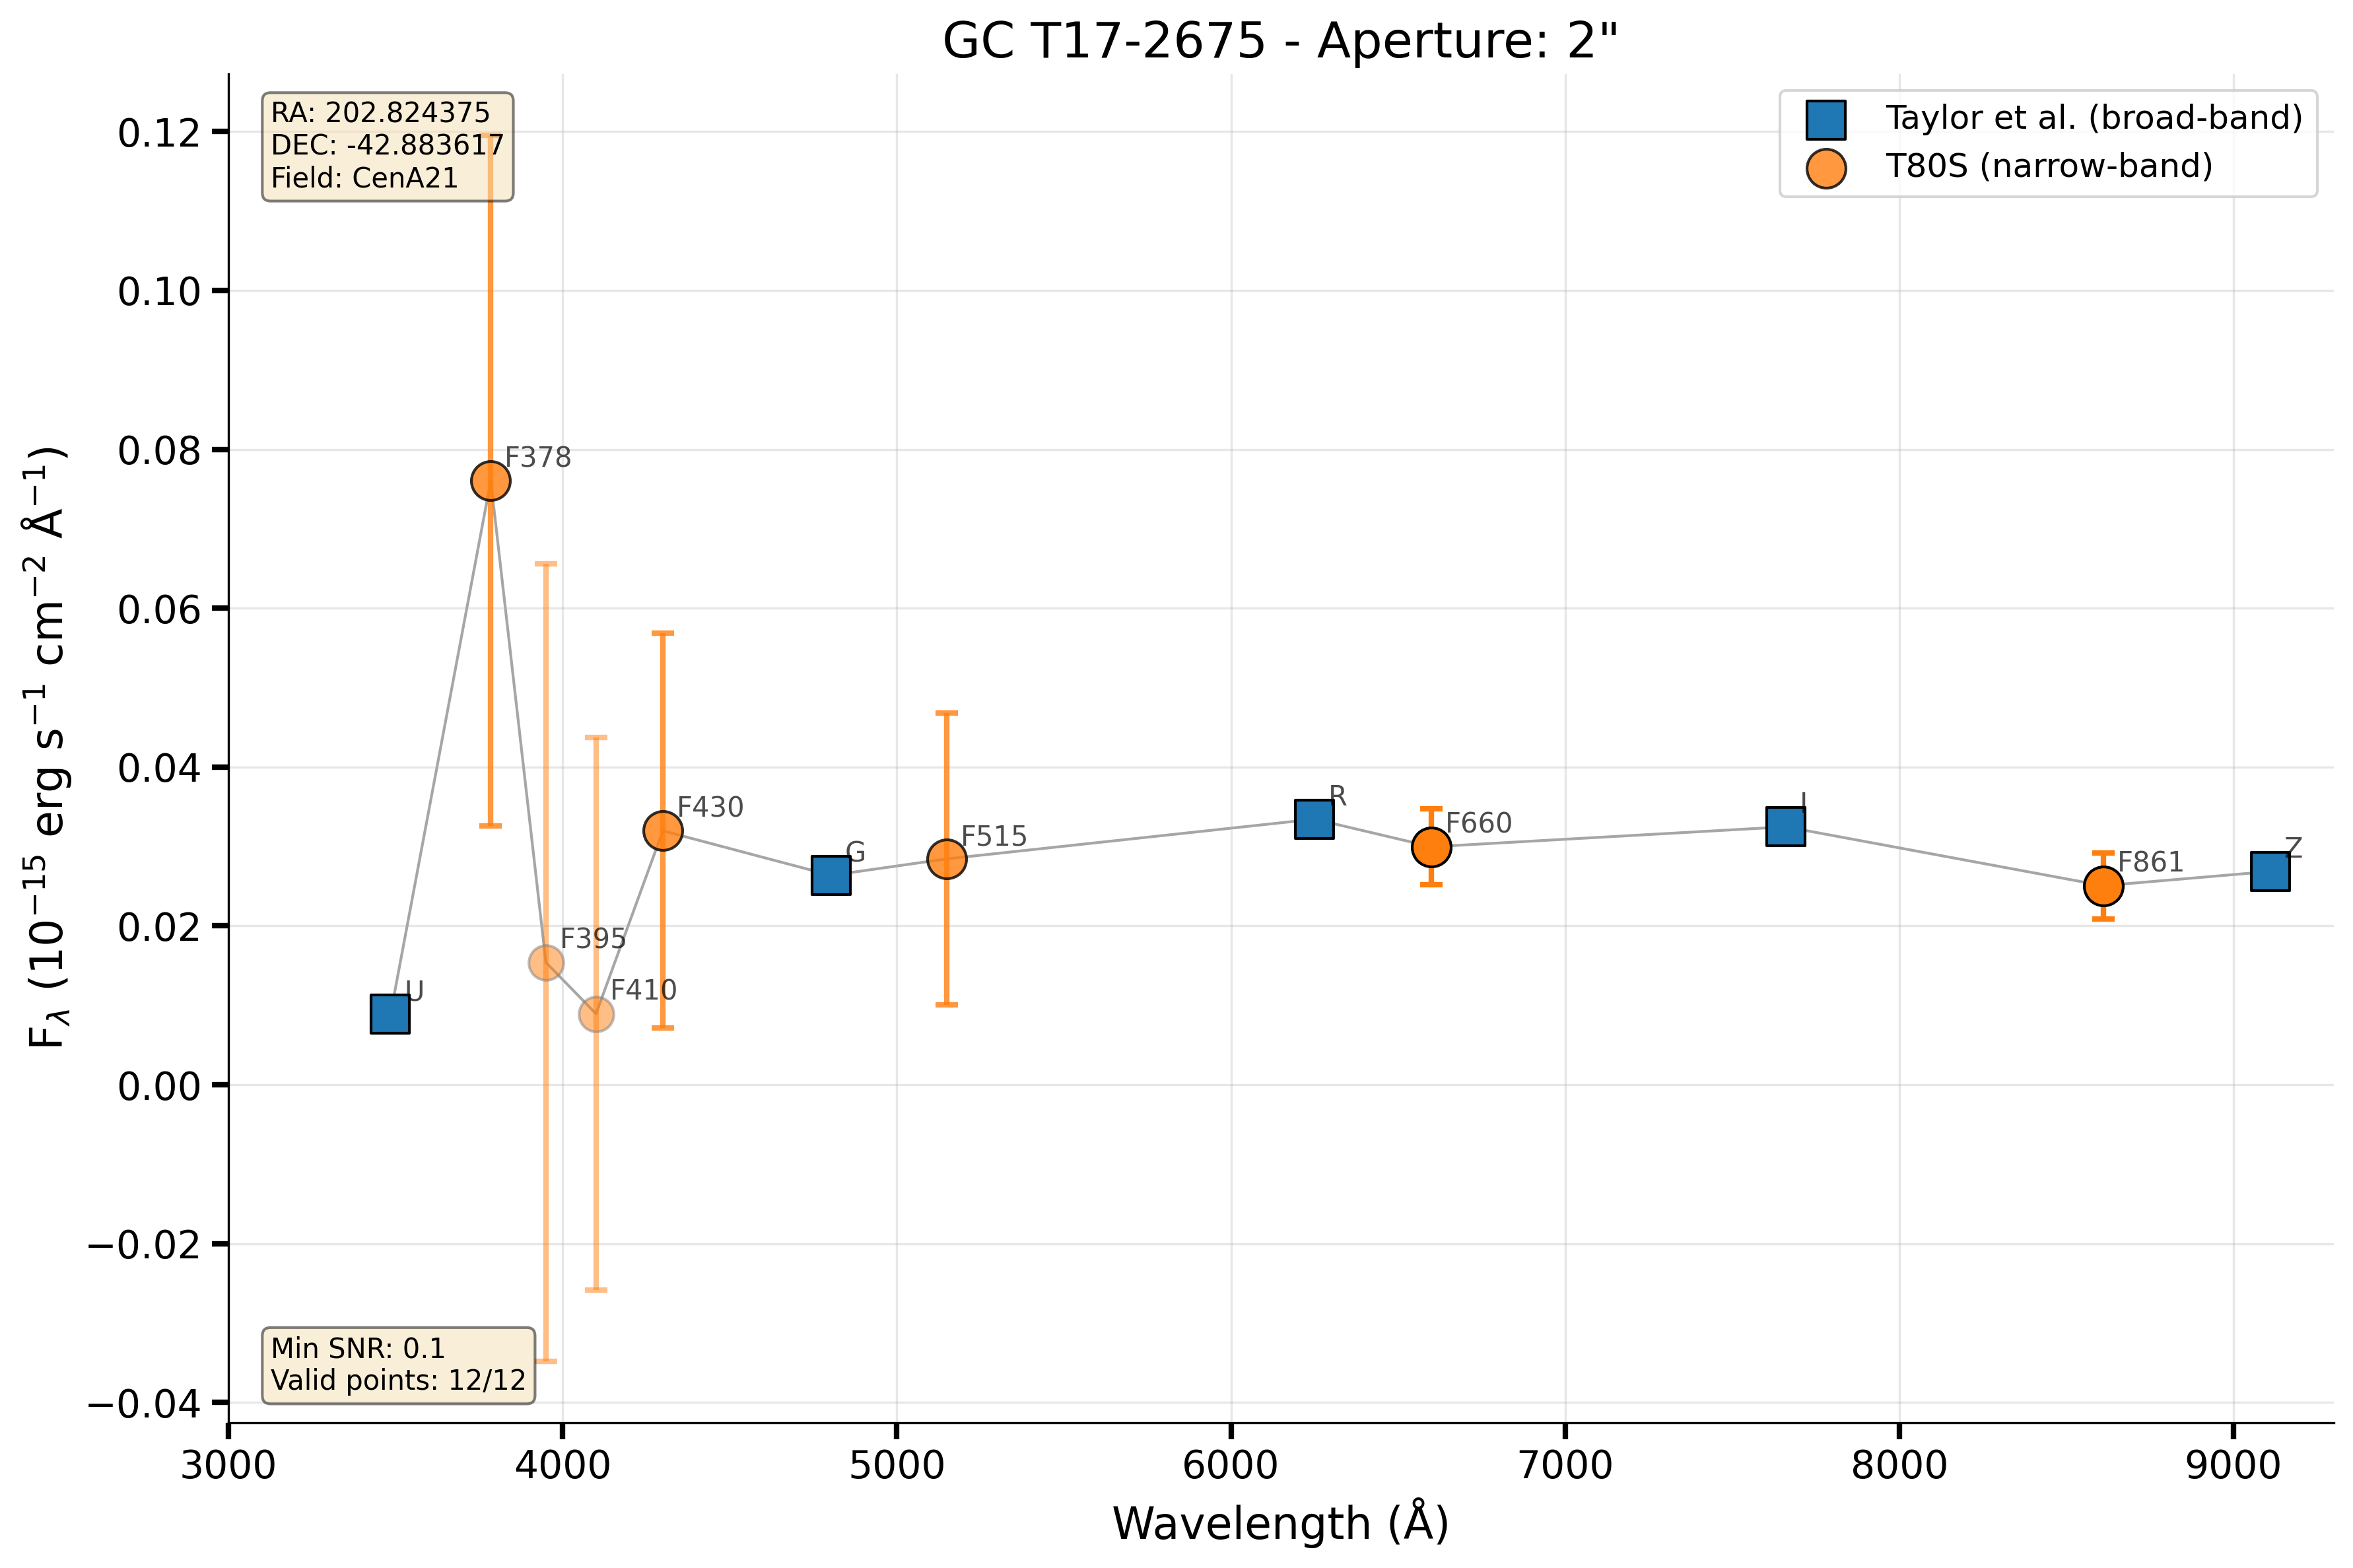 GC T17-2675 - Aperture: 2"
RA: 202.824375
DEC: -42.883617
Field: CenA21
Taylor et al. (broad-band)
T80S (narrow-band)
F_λ (10⁻¹⁵ erg s⁻¹ cm⁻² Å⁻¹)
0.12
0.10
0.08
0.06
0.04
0.02
0.00
−0.02
−0.04
U
F378
F395
F410
F430
G
F515
R
F660
I
F861
Z
Min SNR: 0.1
Valid points: 12/12
3000
4000
5000
6000
7000
8000
9000
Wavelength (Å)